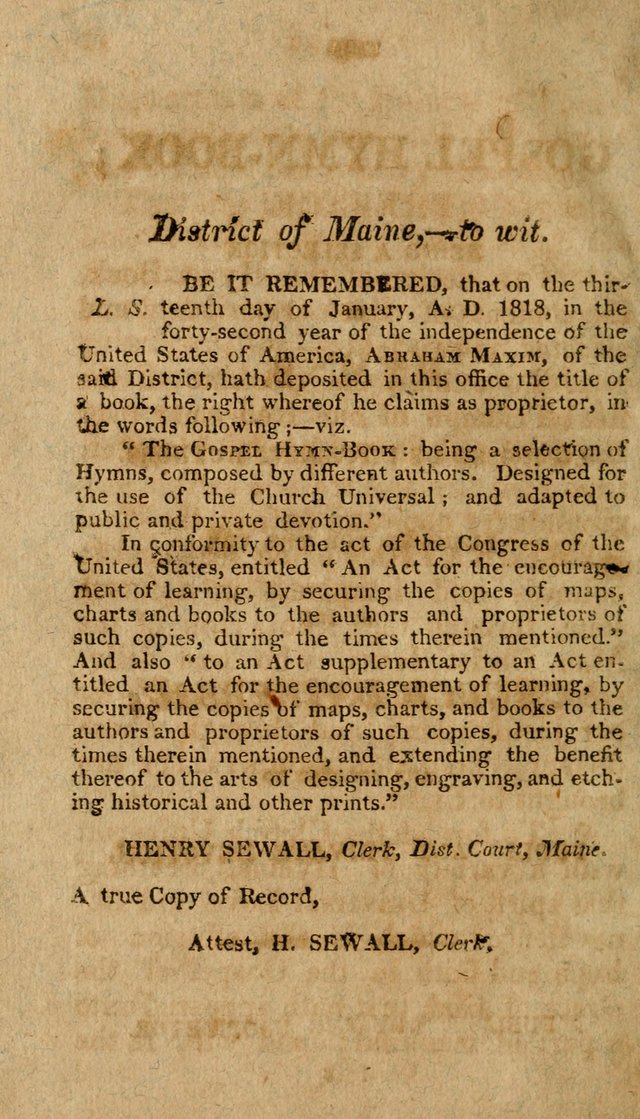 District of Maine,—to wit.
BE IT REMEMBERED, that on the thir-
L. S. teenth day of January, A. D. 1818, in the
forty-second year of the independence of the
United States of America, ABRAHAM MAXIM, of the
said District, hath deposited in this office the title of
a book, the right whereof he claims as proprietor, in
the words following ;—viz.
“ The GOSPEL HYMN-BOOK : being a selection of
Hymns, composed by different authors. Designed for
the use of the Church Universal ; and adapted to
public and private devotion.”
In conformity to the act of the Congress of the
United States, entitled “ An Act for the encourage-
ment of learning, by securing the copies of maps,
charts and books to the authors and proprietors of
such copies, during the times therein mentioned.”
And also “ to an Act supplementary to an Act en-
titled an Act for the encouragement of learning, by
securing the copies of maps, charts, and books to the
authors and proprietors of such copies, during the
times therein mentioned, and extending the benefit
thereof to the arts of designing, engraving, and etch-
ing historical and other prints.”
HENRY SEWALL, Clerk, Dist. Court, Maine.
A true Copy of Record,
Attest, H. SEWALL, Clerk.